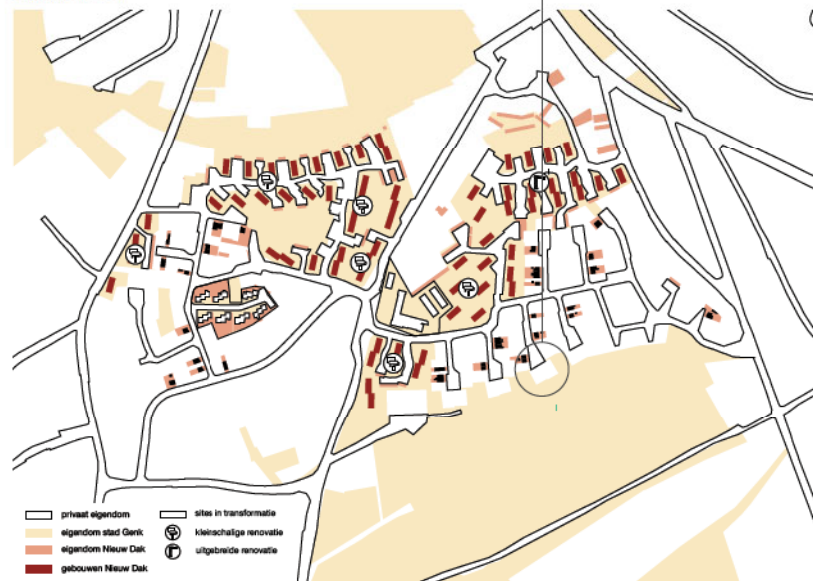 privaat eigendom
eigendom stad Genk
eigendom Nieuw Dak
gebouwen Nieuw Dak
sites in transformatie
kleinschalige renovatie
uitgebreide renovatie